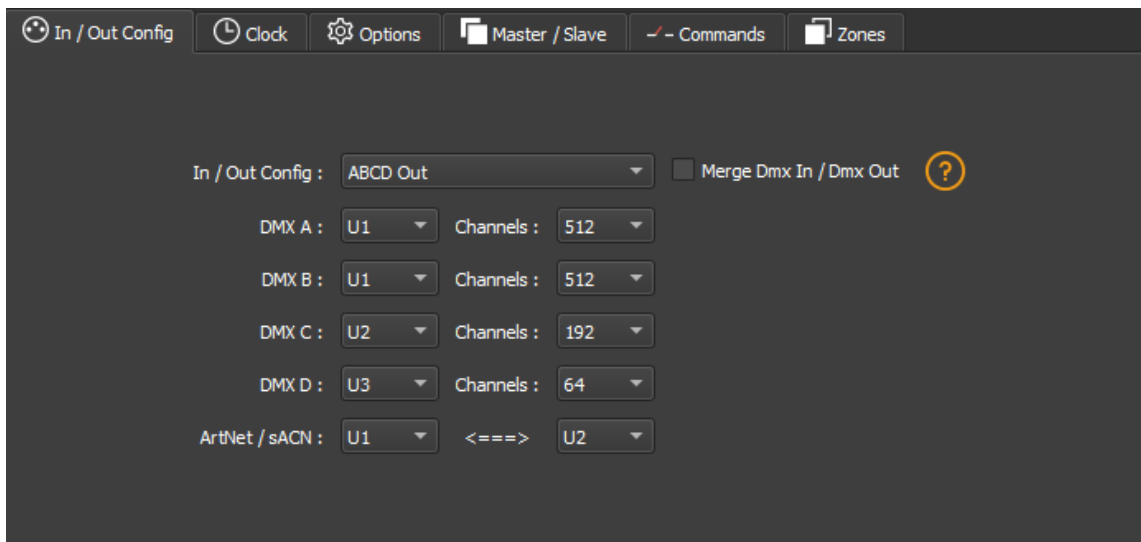 In / Out Config Clock Options Master / Slave Commands Zones
In / Out Config : ABCD Out Merge Dmx In / Dmx Out ?
DMX A : U1 Channels : 512
DMX B : U1 Channels : 512
DMX C : U2 Channels : 192
DMX D : U3 Channels : 64
ArtNet / sACN : U1 <===> U2